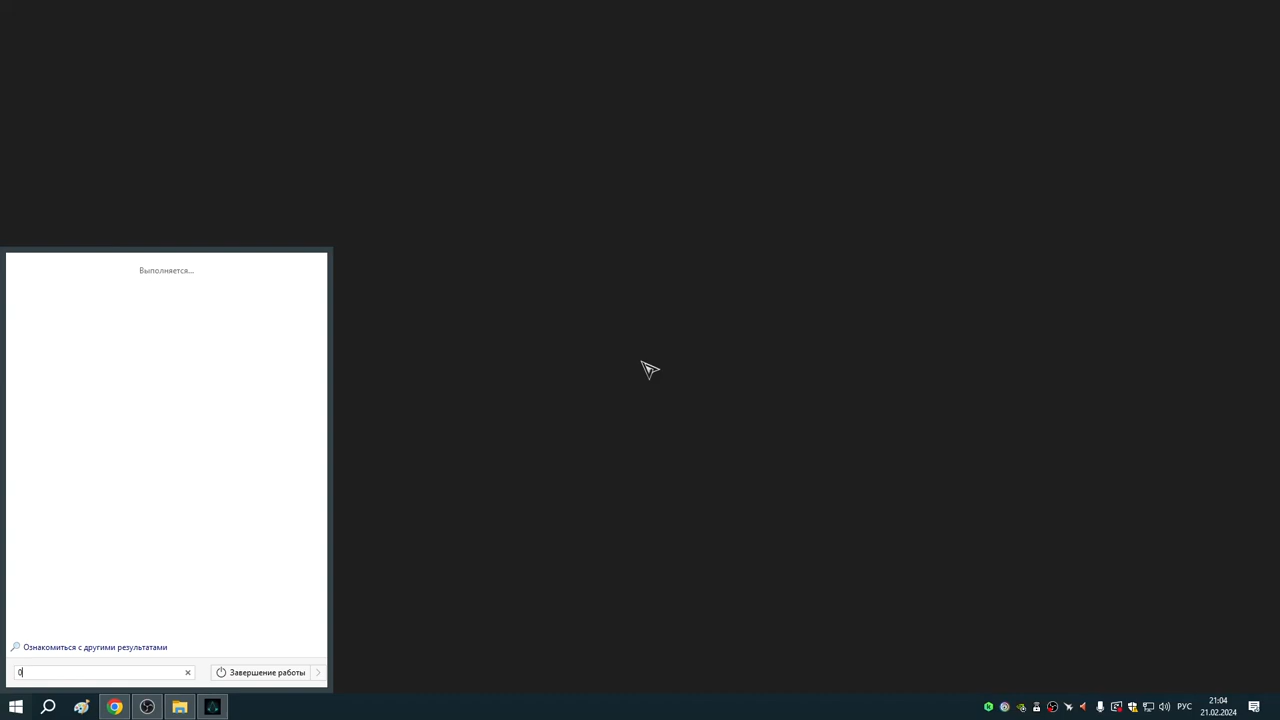 Выполняется...
Ознакомиться с другими результатами
0
Завершение работы
РУС
21:04
21.02.2024